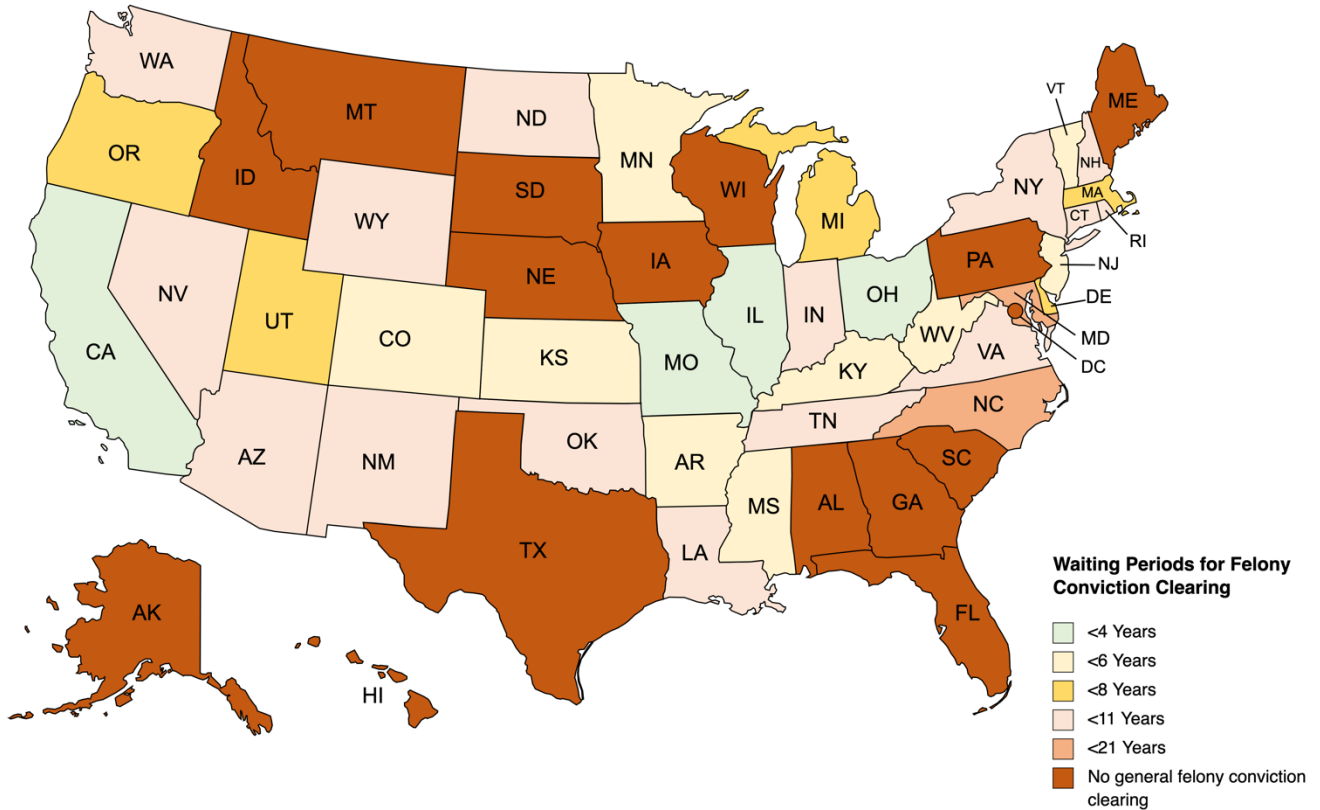 WA
OR
CA
NV
ID
MT
WY
UT
AZ
CO
NM
ND
SD
NE
KS
OK
TX
MN
IA
MO
AR
LA
WI
IL
MS
MI
IN
KY
TN
AL
OH
WV
GA
FL
SC
NC
VA
PA
NY
VT
NH
ME
MA
CT
RI
NJ
DE
MD
DC
AK
HI
Waiting Periods for Felony
Conviction Clearing
<4 Years
<6 Years
<8 Years
<11 Years
<21 Years
No general felony conviction
clearing